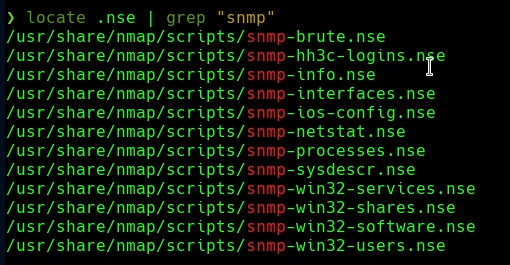 ❯ locate .nse | grep "snmp"
/usr/share/nmap/scripts/snmp-brute.nse
/usr/share/nmap/scripts/snmp-hh3c-logins.nse
/usr/share/nmap/scripts/snmp-info.nse
/usr/share/nmap/scripts/snmp-interfaces.nse
/usr/share/nmap/scripts/snmp-ios-config.nse
/usr/share/nmap/scripts/snmp-netstat.nse
/usr/share/nmap/scripts/snmp-processes.nse
/usr/share/nmap/scripts/snmp-sysdescr.nse
/usr/share/nmap/scripts/snmp-win32-services.nse
/usr/share/nmap/scripts/snmp-win32-shares.nse
/usr/share/nmap/scripts/snmp-win32-software.nse
/usr/share/nmap/scripts/snmp-win32-users.nse